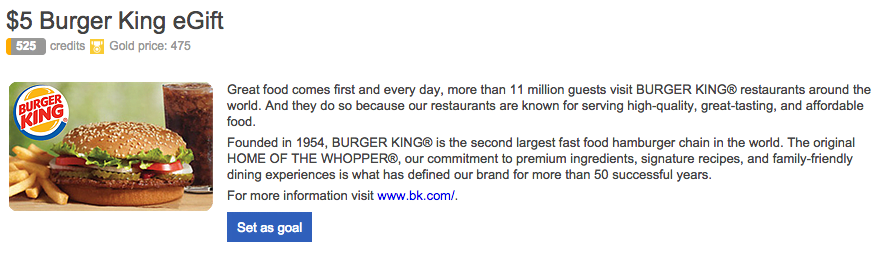 $5 Burger King eGift
525 credits Gold price: 475
BURGER
KING
Great food comes first and every day, more than 11 million guests visit BURGER KING® restaurants around the
world. And they do so because our restaurants are known for serving high-quality, great-tasting, and affordable
food.
Founded in 1954, BURGER KING® is the second largest fast food hamburger chain in the world. The original
HOME OF THE WHOPPER®, our commitment to premium ingredients, signature recipes, and family-friendly
dining experiences is what has defined our brand for more than 50 successful years.
For more information visit www.bk.com/.
Set as goal